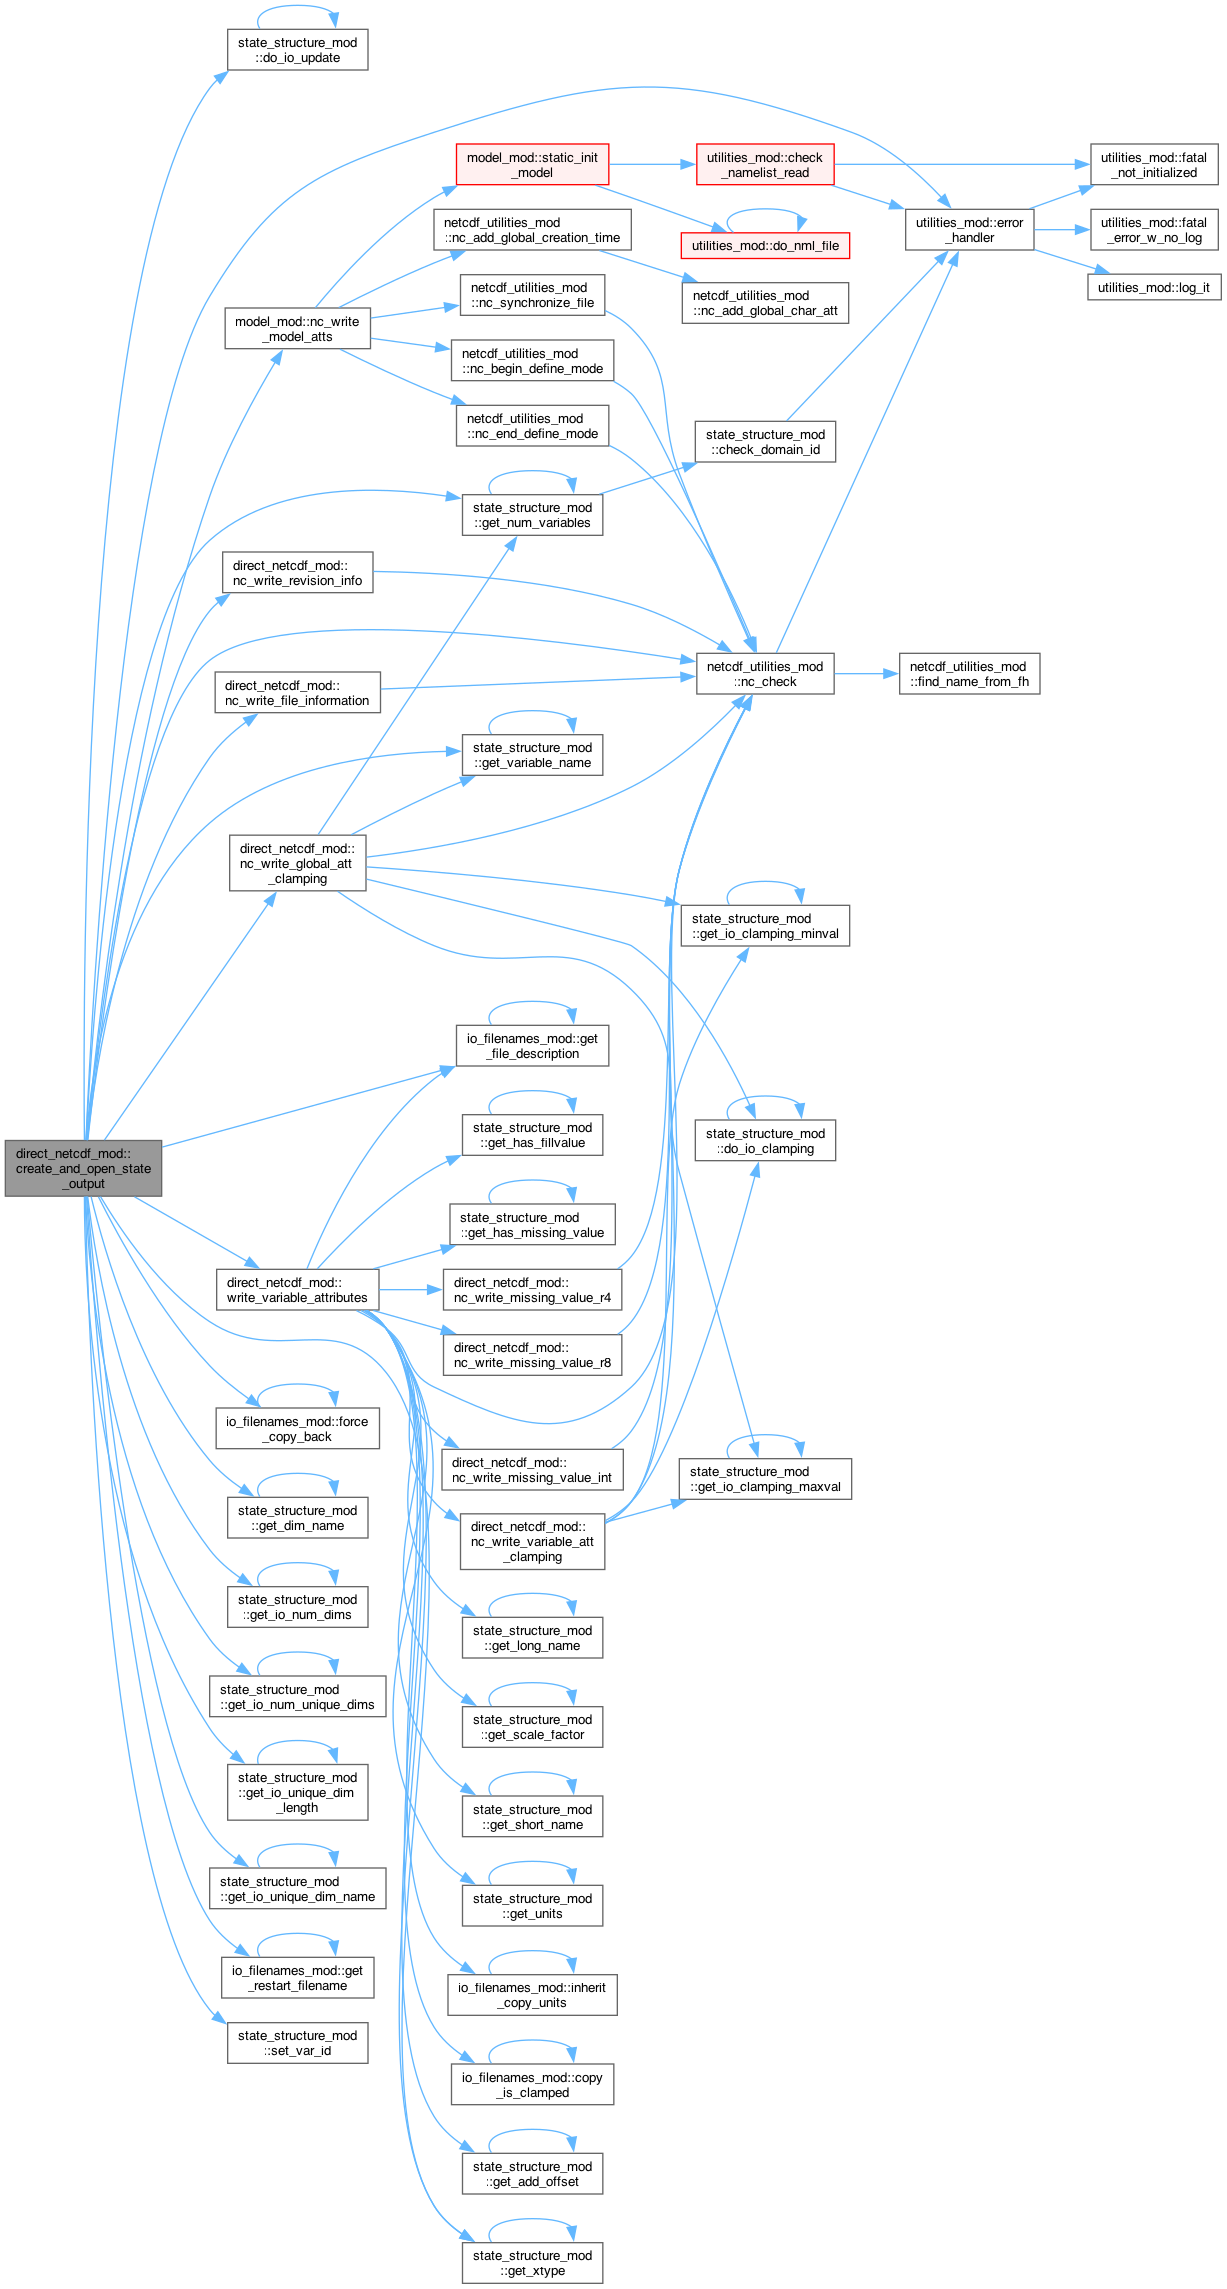 state_structure_mod
::do_io_update
model_mod::static_init
_model
utilities_mod::check
_namelist_read
utilities_mod::fatal
_not_initialized
netcdf_utilities_mod
::nc_add_global_creation_time
utilities_mod::do_nml_file
utilities_mod::error
_handler
utilities_mod::fatal
_error_w_no_log
netcdf_utilities_mod
::nc_synchronize_file
netcdf_utilities_mod
::nc_add_global_char_att
utilities_mod::log_it
model_mod::nc_write
_model_atts
netcdf_utilities_mod
::nc_begin_define_mode
netcdf_utilities_mod
::nc_end_define_mode
state_structure_mod
::check_domain_id
state_structure_mod
::get_num_variables
direct_netcdf_mod::
nc_write_revision_info
direct_netcdf_mod::
nc_write_file_information
netcdf_utilities_mod
::nc_check
netcdf_utilities_mod
::find_name_from_fh
state_structure_mod
::get_variable_name
direct_netcdf_mod::
nc_write_global_att
_clamping
state_structure_mod
::get_io_clamping_minval
io_filenames_mod::get
_file_description
state_structure_mod
::get_has_fillvalue
state_structure_mod
::do_io_clamping
direct_netcdf_mod::
create_and_open_state
_output
state_structure_mod
::get_has_missing_value
direct_netcdf_mod::
write_variable_attributes
direct_netcdf_mod::
nc_write_missing_value_r4
direct_netcdf_mod::
nc_write_missing_value_r8
io_filenames_mod::force
_copy_back
direct_netcdf_mod::
nc_write_missing_value_int
state_structure_mod
::get_io_clamping_maxval
state_structure_mod
::get_dim_name
direct_netcdf_mod::
nc_write_variable_att
_clamping
state_structure_mod
::get_io_num_dims
state_structure_mod
::get_long_name
state_structure_mod
::get_io_num_unique_dims
state_structure_mod
::get_scale_factor
state_structure_mod
::get_io_unique_dim
_length
state_structure_mod
::get_short_name
state_structure_mod
::get_io_unique_dim_name
state_structure_mod
::get_units
io_filenames_mod::get
_restart_filename
io_filenames_mod::inherit
_copy_units
state_structure_mod
::set_var_id
io_filenames_mod::copy
_is_clamped
state_structure_mod
::get_add_offset
state_structure_mod
::get_xtype